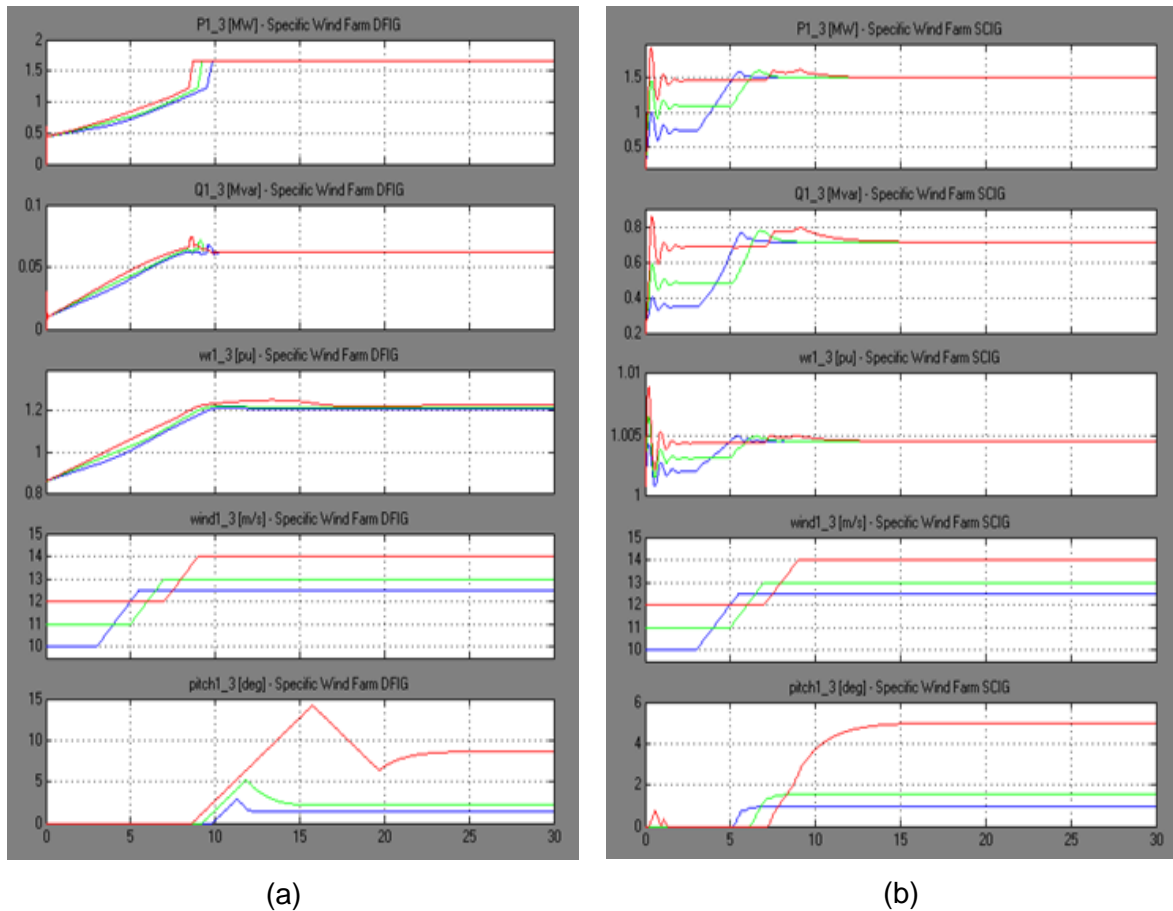 P1_3 [MW] - Specific Wind Farm DFIG
2
1.5
1
0.5
0
Q1_3 [Mvar] - Specific Wind Farm DFIG
0.1
0.05
0
wr1_3 [pu] - Specific Wind Farm DFIG
1.2
1
0.8
wind1_3 [m/s] - Specific Wind Farm DFIG
15
14
13
12
11
10
pitch1_3 [deg] - Specific Wind Farm DFIG
15
10
5
0
0 5 10 15 20 25 30
(a)
P1_3 [MW] - Specific Wind Farm SCIG
1.5
1
0.5
Q1_3 [Mvar] - Specific Wind Farm SCIG
0.8
0.6
0.4
0.2
wr1_3 [pu] - Specific Wind Farm SCIG
1.01
1.005
1
wind1_3 [m/s] - Specific Wind Farm SCIG
15
14
13
12
11
10
pitch1_3 [deg] - Specific Wind Farm SCIG
6
4
2
0
0 5 10 15 20 25 30
(b)